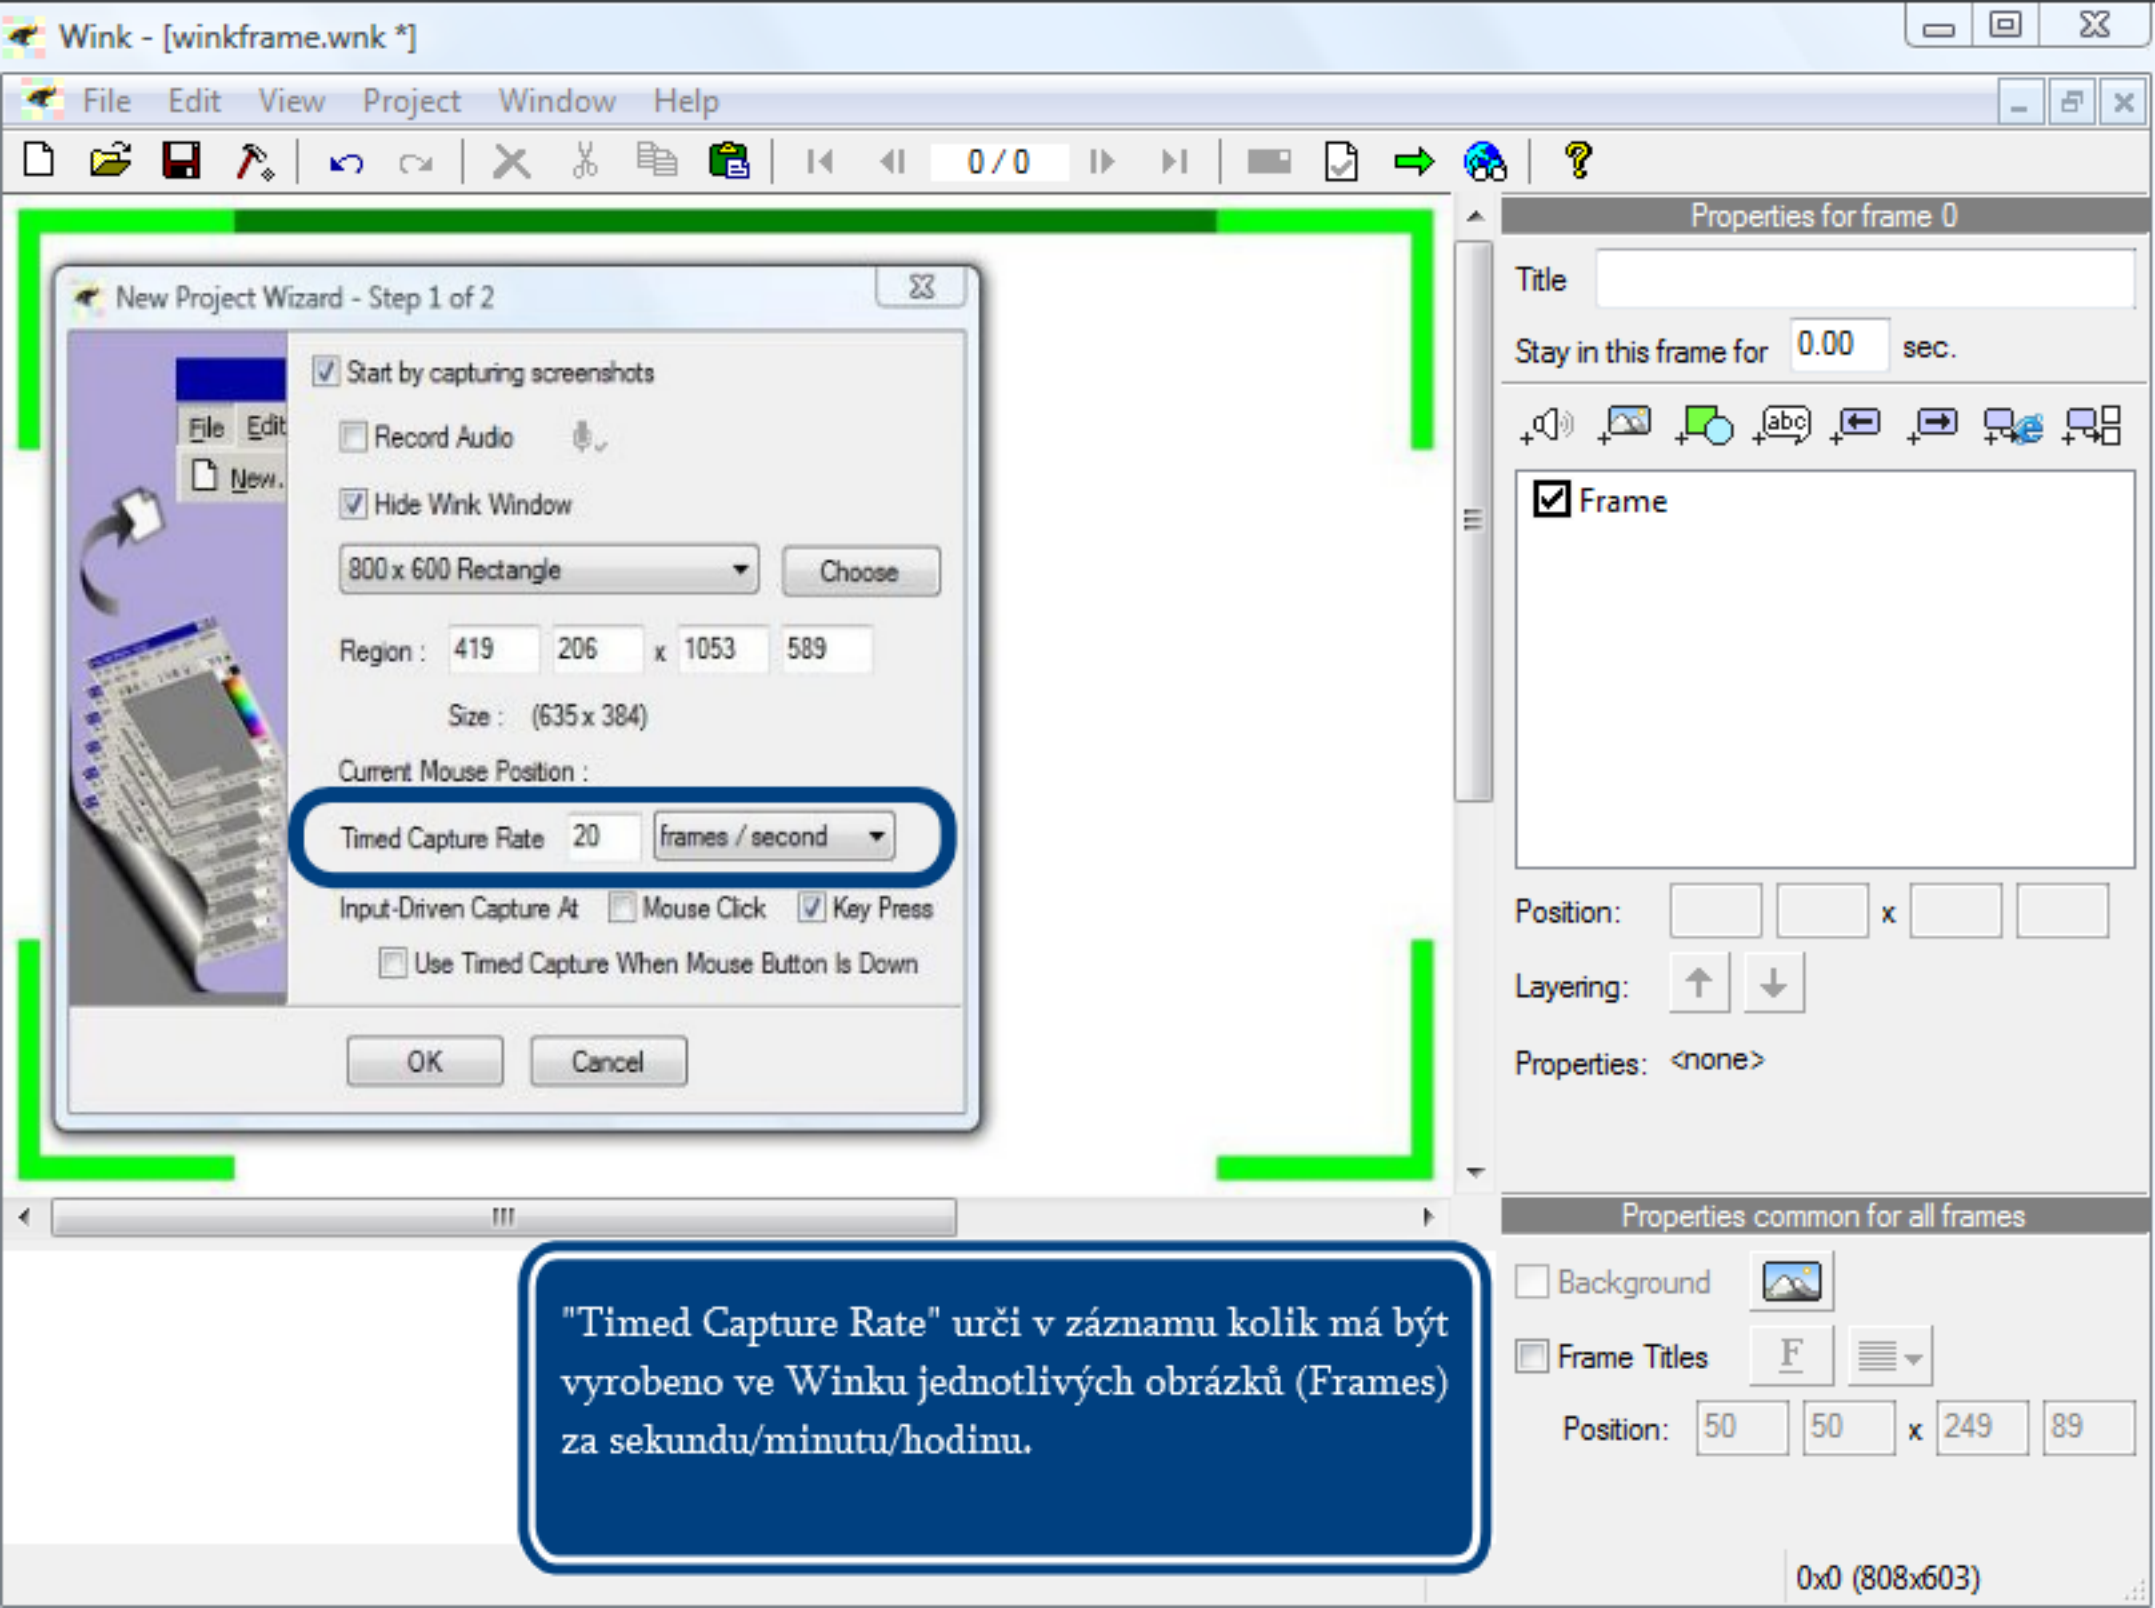 Wink - [winkframe.wnk *]
File Edit View Project Window Help
0 / 0
Properties for frame 0
Title
Stay in this frame for 0.00 sec.
Frame
Position: x
Layering:
Properties: <none>
New Project Wizard - Step 1 of 2
File Edit
New.
Start by capturing screenshots
Record Audio
Hide Wink Window
800 x 600 Rectangle Choose
Region : 419 206 x 1053 589
Size : (635 x 384)
Current Mouse Position :
Timed Capture Rate 20 frames / second
Input-Driven Capture At Mouse Click Key Press
Use Timed Capture When Mouse Button Is Down
OK Cancel
"Timed Capture Rate" urči v záznamu kolik má být
vyrobeno ve Winku jednotlivých obrázků (Frames)
za sekundu/minutu/hodinu.
Properties common for all frames
Background
Frame Titles F
Position: 50 50 x 249 89
0x0 (808x603)